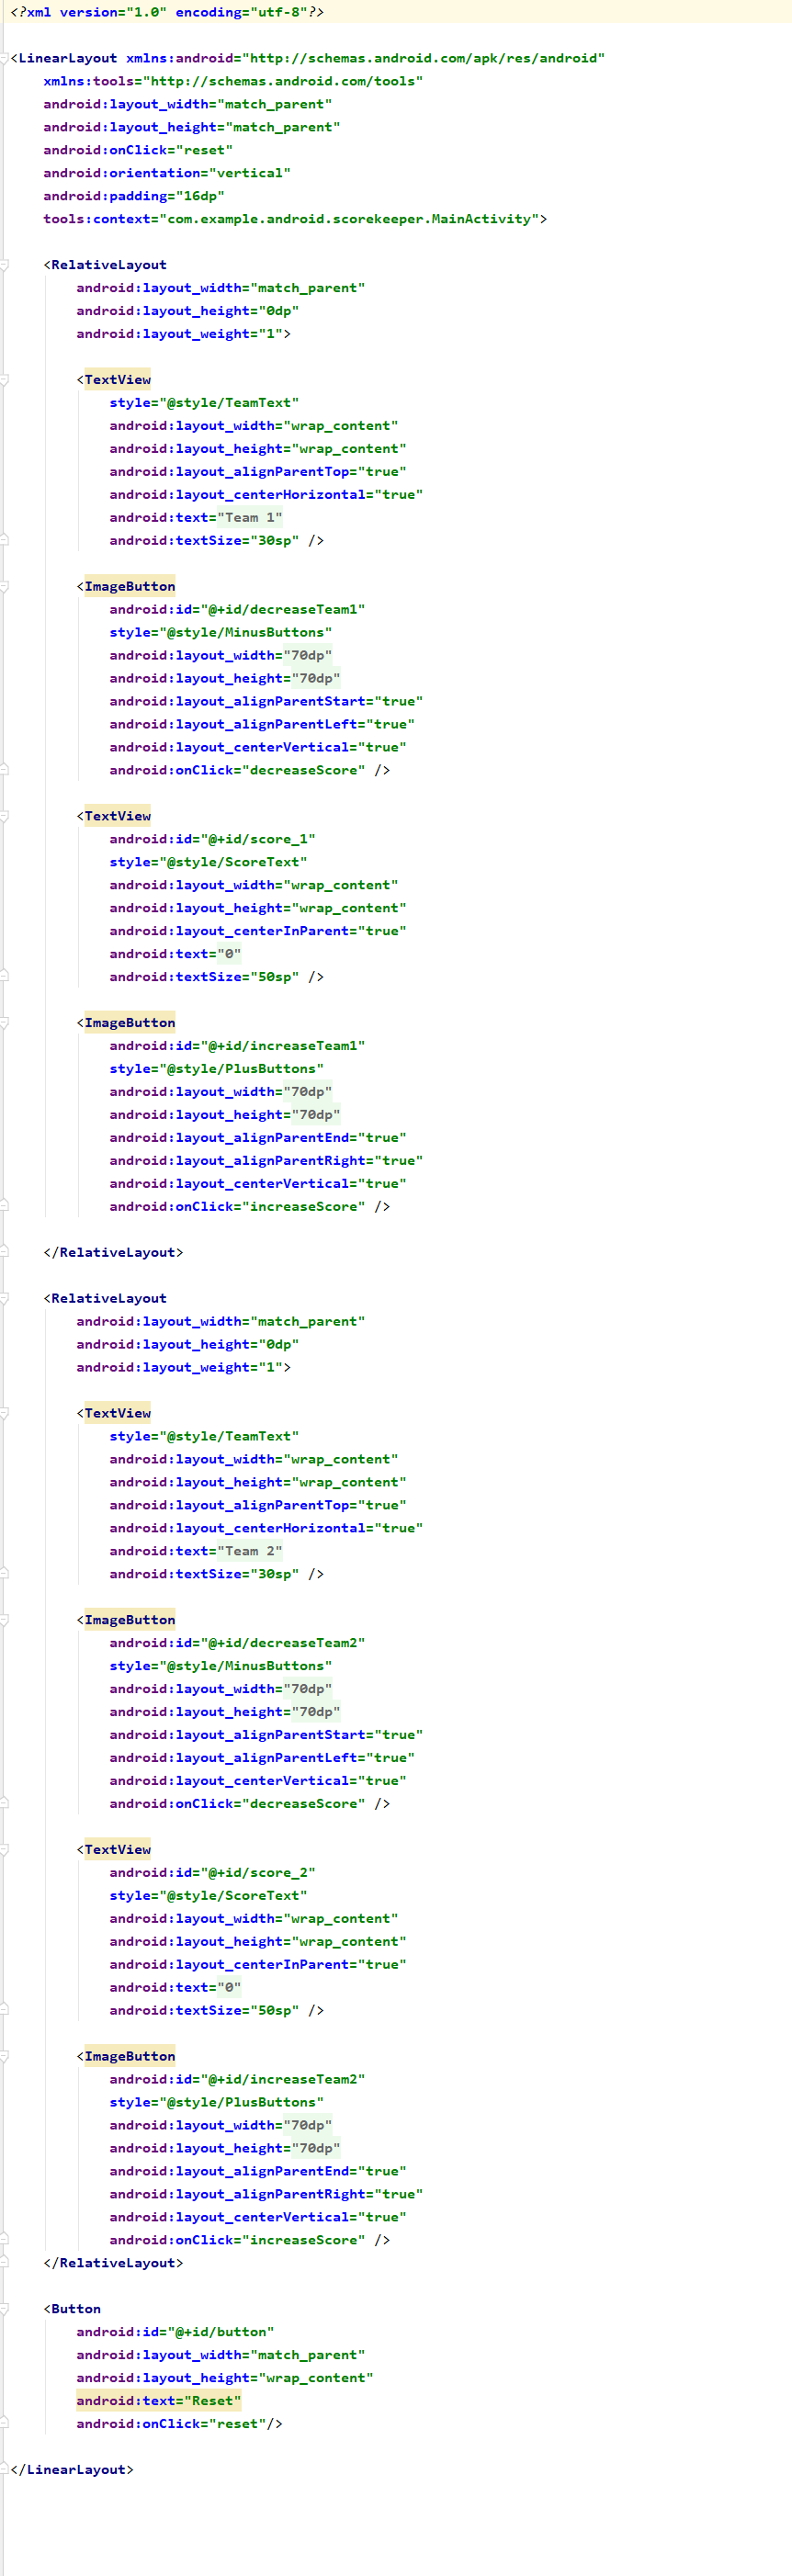 <?xml version="1.0" encoding="utf-8"?>
<LinearLayout xmlns:android="http://schemas.android.com/apk/res/android"
    xmlns:tools="http://schemas.android.com/tools"
    android:layout_width="match_parent"
    android:layout_height="match_parent"
    android:onClick="reset"
    android:orientation="vertical"
    android:padding="16dp"
    tools:context="com.example.android.scorekeeper.MainActivity">
    <RelativeLayout
        android:layout_width="match_parent"
        android:layout_height="0dp"
        android:layout_weight="1">
        <TextView
            style="@style/TeamText"
            android:layout_width="wrap_content"
            android:layout_height="wrap_content"
            android:layout_alignParentTop="true"
            android:layout_centerHorizontal="true"
            android:text="Team 1"
            android:textSize="30sp" />
        <ImageButton
            android:id="@+id/decreaseTeam1"
            style="@style/MinusButtons"
            android:layout_width="70dp"
            android:layout_height="70dp"
            android:layout_alignParentStart="true"
            android:layout_alignParentLeft="true"
            android:layout_centerVertical="true"
            android:onClick="decreaseScore" />
        <TextView
            android:id="@+id/score_1"
            style="@style/ScoreText"
            android:layout_width="wrap_content"
            android:layout_height="wrap_content"
            android:layout_centerInParent="true"
            android:text="0"
            android:textSize="50sp" />
        <ImageButton
            android:id="@+id/increaseTeam1"
            style="@style/PlusButtons"
            android:layout_width="70dp"
            android:layout_height="70dp"
            android:layout_alignParentEnd="true"
            android:layout_alignParentRight="true"
            android:layout_centerVertical="true"
            android:onClick="increaseScore" />
    </RelativeLayout>
    <RelativeLayout
        android:layout_width="match_parent"
        android:layout_height="0dp"
        android:layout_weight="1">
        <TextView
            style="@style/TeamText"
            android:layout_width="wrap_content"
            android:layout_height="wrap_content"
            android:layout_alignParentTop="true"
            android:layout_centerHorizontal="true"
            android:text="Team 2"
            android:textSize="30sp" />
        <ImageButton
            android:id="@+id/decreaseTeam2"
            style="@style/MinusButtons"
            android:layout_width="70dp"
            android:layout_height="70dp"
            android:layout_alignParentStart="true"
            android:layout_alignParentLeft="true"
            android:layout_centerVertical="true"
            android:onClick="decreaseScore" />
        <TextView
            android:id="@+id/score_2"
            style="@style/ScoreText"
            android:layout_width="wrap_content"
            android:layout_height="wrap_content"
            android:layout_centerInParent="true"
            android:text="0"
            android:textSize="50sp" />
        <ImageButton
            android:id="@+id/increaseTeam2"
            style="@style/PlusButtons"
            android:layout_width="70dp"
            android:layout_height="70dp"
            android:layout_alignParentEnd="true"
            android:layout_alignParentRight="true"
            android:layout_centerVertical="true"
            android:onClick="increaseScore" />
    </RelativeLayout>
    <Button
        android:id="@+id/button"
        android:layout_width="match_parent"
        android:layout_height="wrap_content"
        android:text="Reset"
        android:onClick="reset"/>
</LinearLayout>